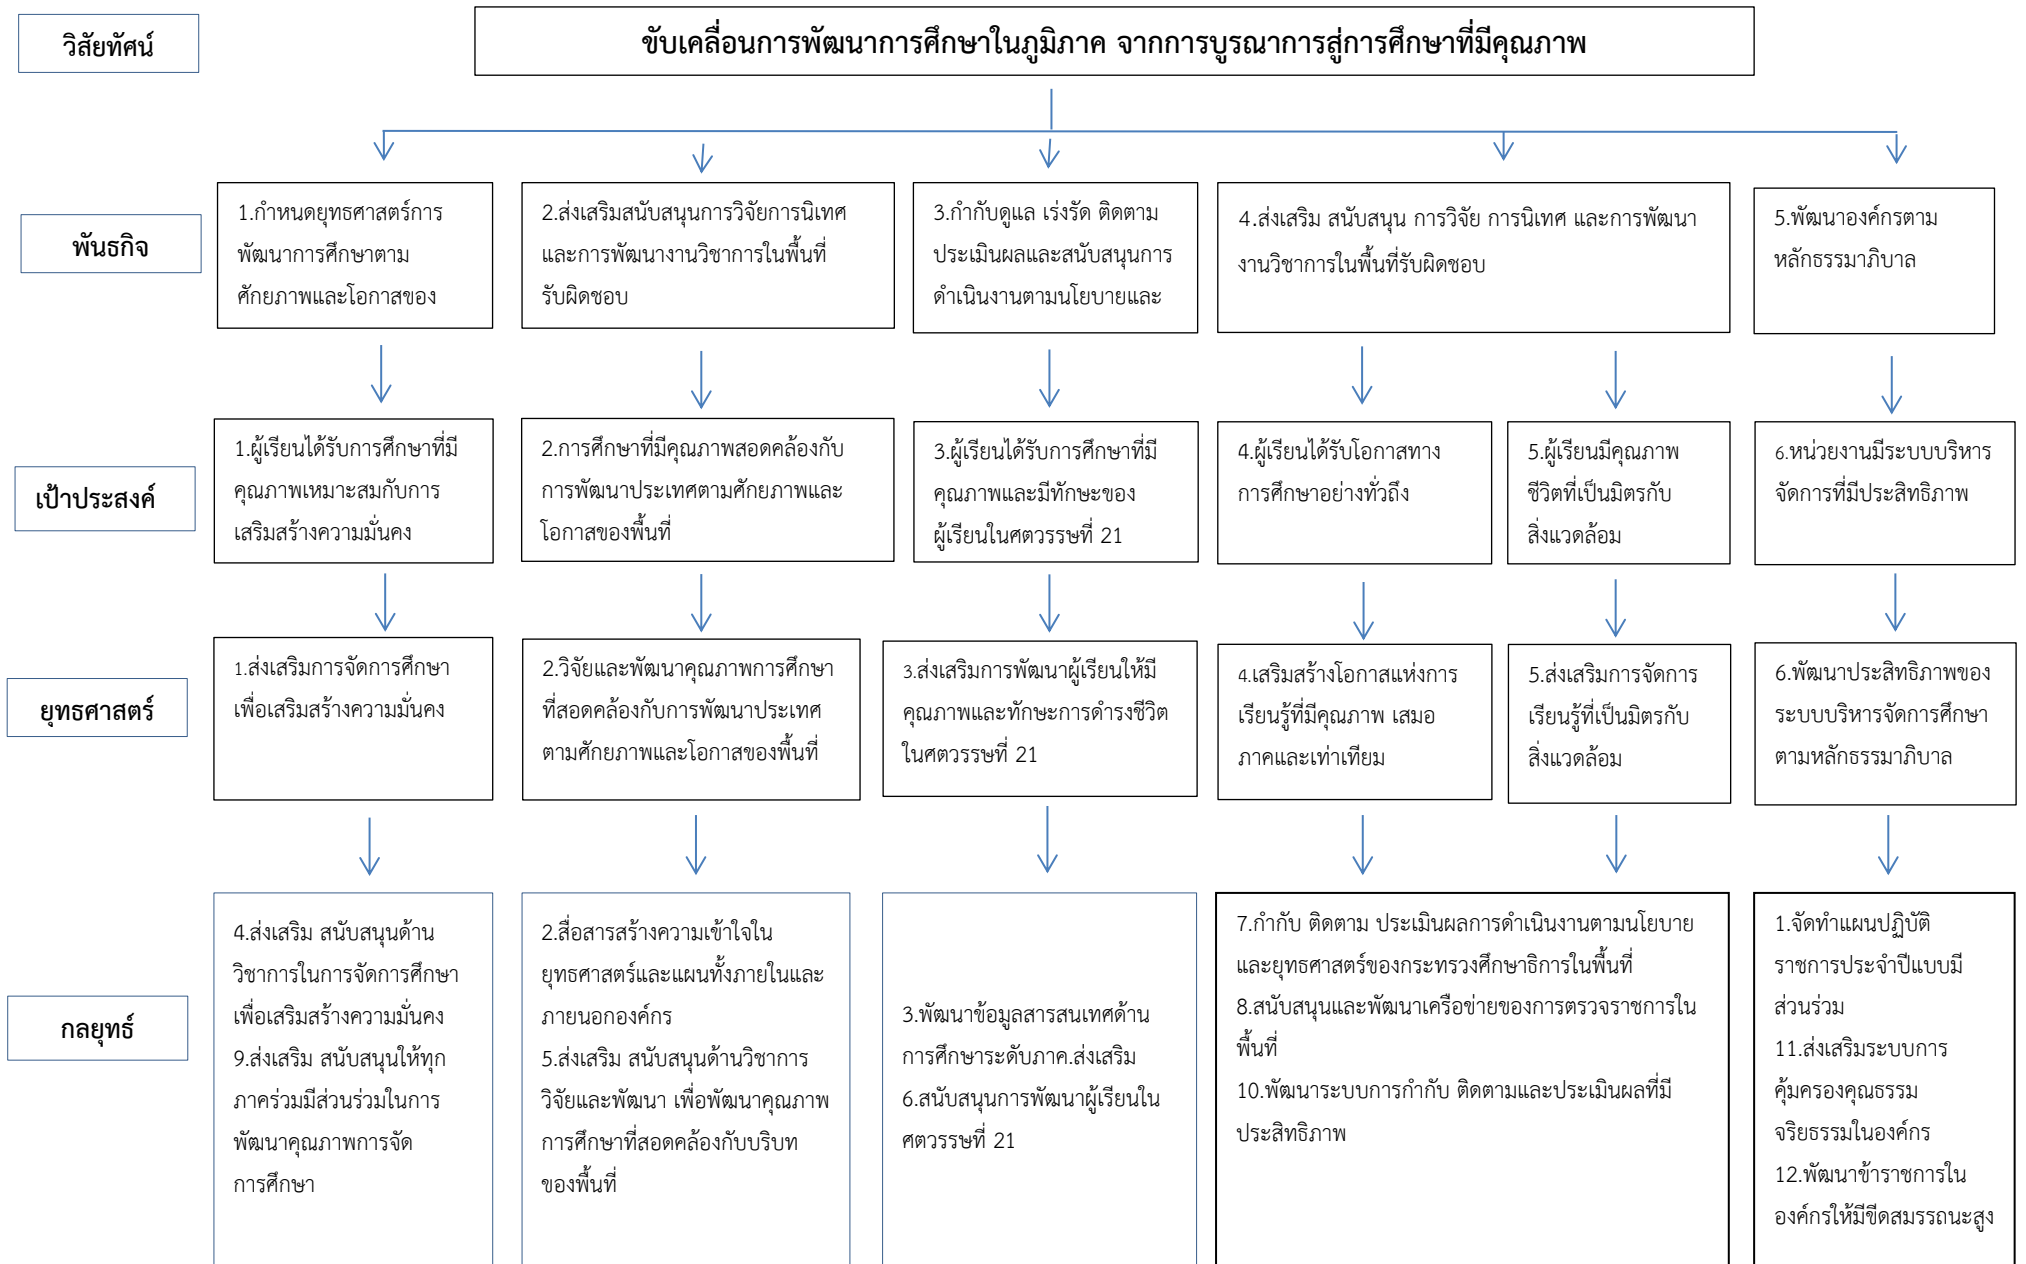 วิสัยทัศน์
ขับเคลื่อนการพัฒนาการศึกษาในภูมิภาค จากการบูรณาการสู่การศึกษาที่มีคุณภาพ
พันธกิจ
1.กำหนดยุทธศาสตร์การ
พัฒนาการศึกษาตาม
ศักยภาพและโอกาสของ
2.ส่งเสริมสนับสนุนการวิจัยการนิเทศ
และการพัฒนางานวิชาการในพื้นที่
รับผิดชอบ
3.กำกับดูแล เร่งรัด ติดตาม
ประเมินผลและสนับสนุนการ
ดำเนินงานตามนโยบายและ
4.ส่งเสริม สนับสนุน การวิจัย การนิเทศ และการพัฒนา
งานวิชาการในพื้นที่รับผิดชอบ
5.พัฒนาองค์กรตาม
หลักธรรมาภิบาล
เป้าประสงค์
1.ผู้เรียนได้รับการศึกษาที่มี
คุณภาพเหมาะสมกับการ
เสริมสร้างความมั่นคง
2.การศึกษาที่มีคุณภาพสอดคล้องกับ
การพัฒนาประเทศตามศักยภาพและ
โอกาสของพื้นที่
3.ผู้เรียนได้รับการศึกษาที่มี
คุณภาพและมีทักษะของ
ผู้เรียนในศตวรรษที่ 21
4.ผู้เรียนได้รับโอกาสทาง
การศึกษาอย่างทั่วถึง
5.ผู้เรียนมีคุณภาพ
ชีวิตที่เป็นมิตรกับ
สิ่งแวดล้อม
6.หน่วยงานมีระบบบริหาร
จัดการที่มีประสิทธิภาพ
ยุทธศาสตร์
1.ส่งเสริมการจัดการศึกษา
เพื่อเสริมสร้างความมั่นคง
2.วิจัยและพัฒนาคุณภาพการศึกษา
ที่สอดคล้องกับการพัฒนาประเทศ
ตามศักยภาพและโอกาสของพื้นที่
3.ส่งเสริมการพัฒนาผู้เรียนให้มี
คุณภาพและทักษะการดำรงชีวิต
ในศตวรรษที่ 21
4.เสริมสร้างโอกาสแห่งการ
เรียนรู้ที่มีคุณภาพ เสมอ
ภาคและเท่าเทียม
5.ส่งเสริมการจัดการ
เรียนรู้ที่เป็นมิตรกับ
สิ่งแวดล้อม
6.พัฒนาประสิทธิภาพของ
ระบบบริหารจัดการศึกษา
ตามหลักธรรมาภิบาล
กลยุทธ์
4.ส่งเสริม สนับสนุนด้าน
วิชาการในการจัดการศึกษา
เพื่อเสริมสร้างความมั่นคง
9.ส่งเสริม สนับสนุนให้ทุก
ภาคร่วมมีส่วนร่วมในการ
พัฒนาคุณภาพการจัด
การศึกษา
2.สื่อสารสร้างความเข้าใจใน
ยุทธศาสตร์และแผนทั้งภายในและ
ภายนอกองค์กร
5.ส่งเสริม สนับสนุนด้านวิชาการ
วิจัยและพัฒนา เพื่อพัฒนาคุณภาพ
การศึกษาที่สอดคล้องกับบริบท
ของพื้นที่
3.พัฒนาข้อมูลสารสนเทศด้าน
การศึกษาระดับภาค.ส่งเสริม
6.สนับสนุนการพัฒนาผู้เรียนใน
ศตวรรษที่ 21
7.กำกับ ติดตาม ประเมินผลการดำเนินงานตามนโยบาย
และยุทธศาสตร์ของกระทรวงศึกษาธิการในพื้นที่
8.สนับสนุนและพัฒนาเครือข่ายของการตรวจราชการใน
พื้นที่
10.พัฒนาระบบการกำกับ ติดตามและประเมินผลที่มี
ประสิทธิภาพ
1.จัดทำแผนปฏิบัติ
ราชการประจำปีแบบมี
ส่วนร่วม
11.ส่งเสริมระบบการ
คุ้มครองคุณธรรม
จริยธรรมในองค์กร
12.พัฒนาข้าราชการใน
องค์กรให้มีขีดสมรรถนะสูง